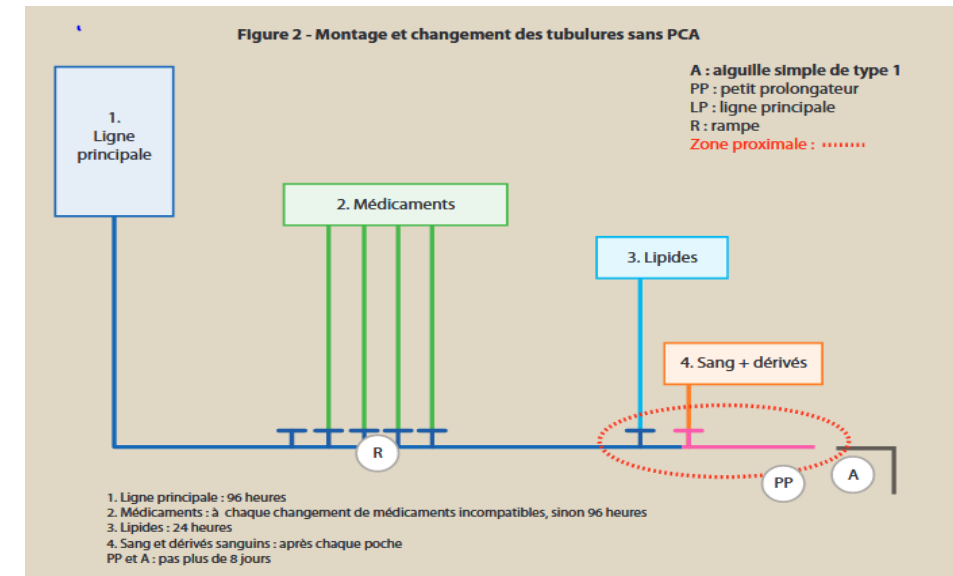 Figure 2 - Montage et changement des tubulures sans PCA
A : aiguille simple de type 1
PP : petit prolongateur
LP : ligne principale
R : rampe
Zone proximale :
1.
Ligne
principale
2. Médicaments
3. Lipides
4. Sang + dérivés
R
PP
A
1. Ligne principale : 96 heures
2. Médicaments : à chaque changement de médicaments incompatibles, sinon 96 heures
3. Lipides : 24 heures
4. Sang et dérivés sanguins : après chaque poche
PP et A : pas plus de 8 jours